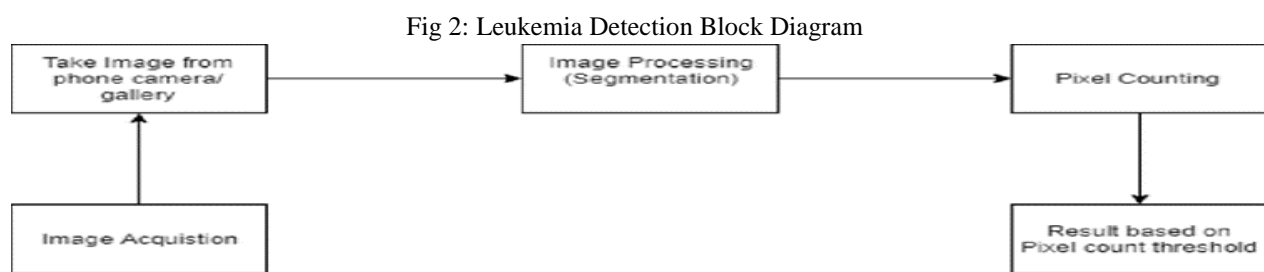 Fig 2: Leukemia Detection Block Diagram
Take Image from
phone camera/
gallery
Image Processing
(Segmentation)
Pixel Counting
Image Acquistion
Result based on
Pixel count threshold